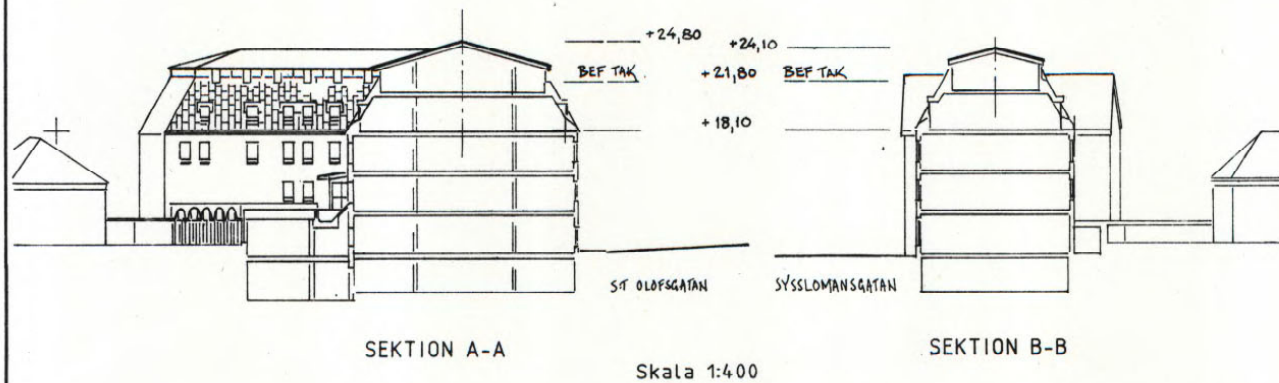 +24,80
+24,10
BEF TAK
+21,80
BEF TAK
+18,10
ST OLOFSGATAN
SYSSLOMANSGATAN
SEKTION A-A
SEKTION B-B
Skala 1:400